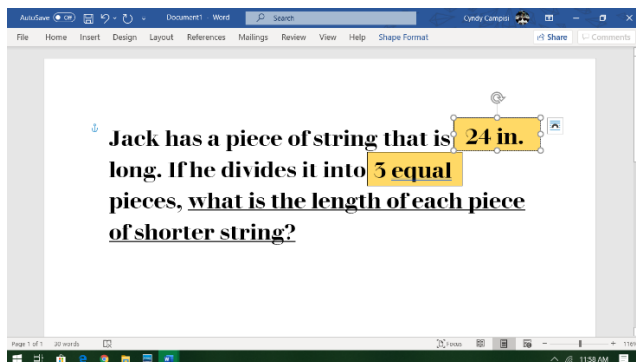 AutoSave Off Document1 - Word Search Cyndy Campisi
File Home Insert Design Layout References Mailings Review View Help Shape Format Share Comments
Jack has a piece of string that is 24 in.
long. If he divides it into 3 equal
pieces, what is the length of each piece
of shorter string?
Page 1 of 1 30 words Focus 116%
11:58 AM